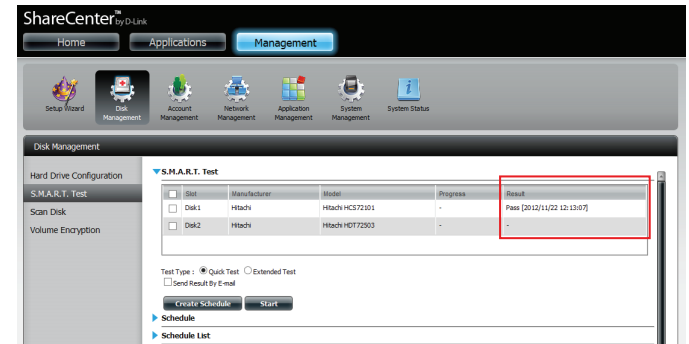 ShareCenter™ by D-Link
Home Applications Management
Setup Wizard Disk Management Account Management Network Management Application Management System Management System Status
Disk Management
Hard Drive Configuration
S.M.A.R.T. Test
Scan Disk
Volume Encryption
S.M.A.R.T. Test
Slot Manufacturer Model Progress Result
Disk1 Hitachi Hitachi HCS72101 - Pass [2012/11/22 12:13:07]
Disk2 Hitachi Hitachi HDT72503 - -
Test Type : Quick Test Extended Test
Send Result By E-mail
Create Schedule Start
Schedule
Schedule List